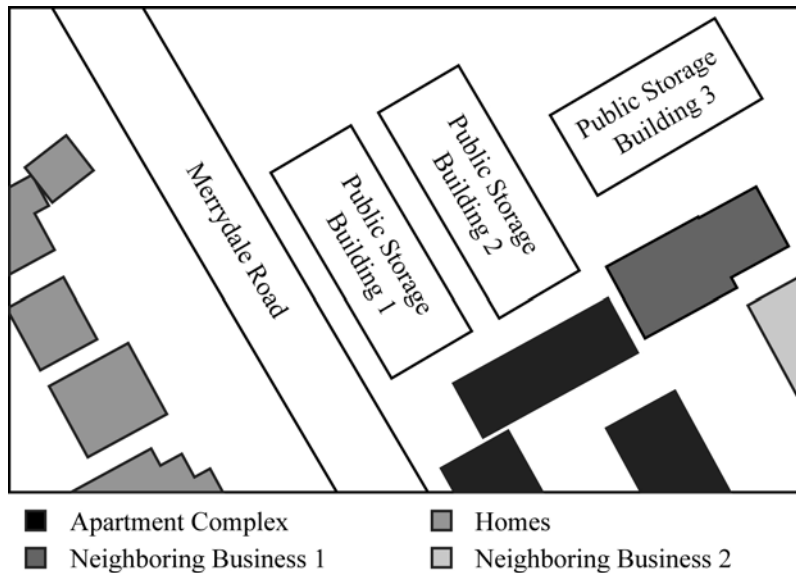 Merrydale Road
Public Storage
Building 1
Public Storage
Building 2
Public Storage
Building 3
Apartment Complex
Homes
Neighboring Business 1
Neighboring Business 2